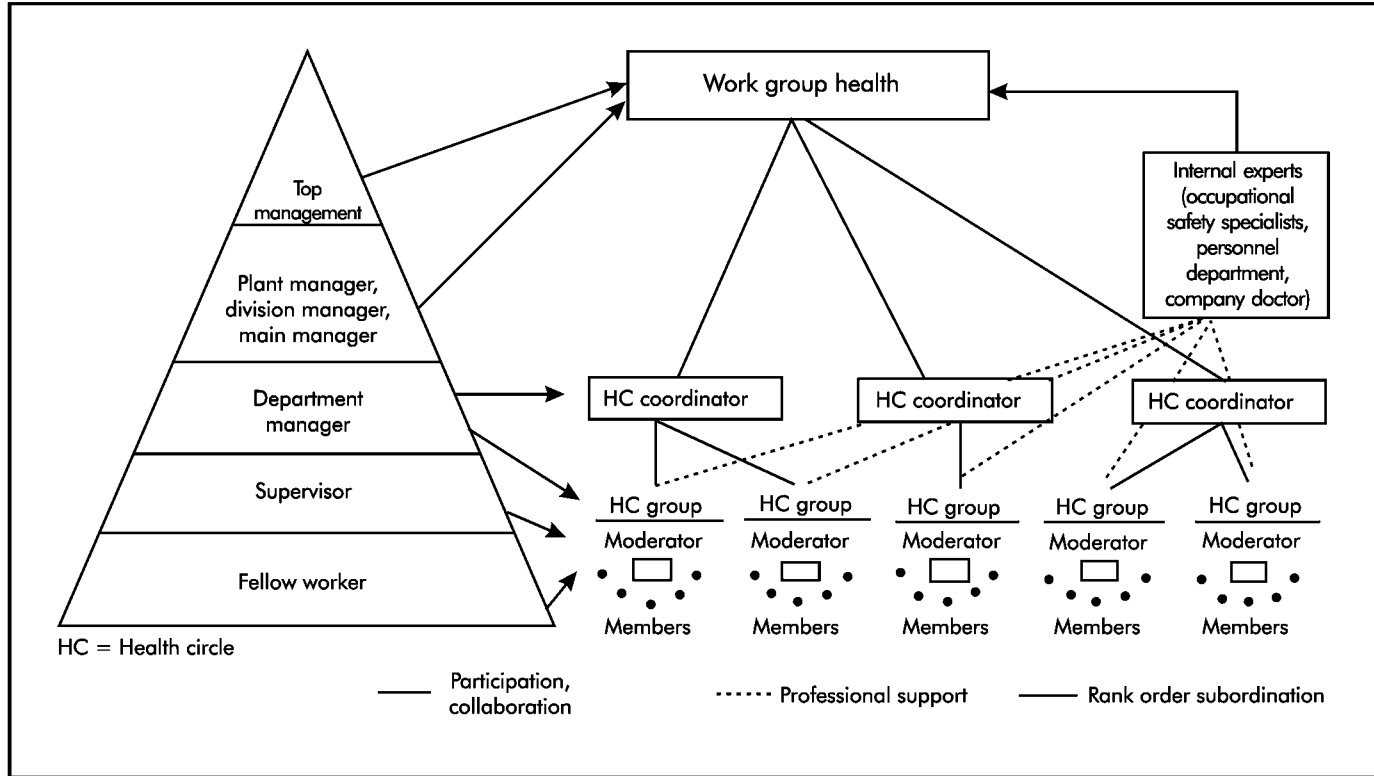 Work group health
Top
management
Plant manager,
division manager,
main manager
Department
manager
Supervisor
Fellow worker
HC = Health circle
Internal experts
(occupational
safety specialists,
personnel
department,
company doctor)
HC coordinator
HC coordinator
HC coordinator
HC group
Moderator
Members
HC group
Moderator
Members
HC group
Moderator
Members
HC group
Moderator
Members
HC group
Moderator
Members
Participation,
collaboration
Professional support
Rank order subordination